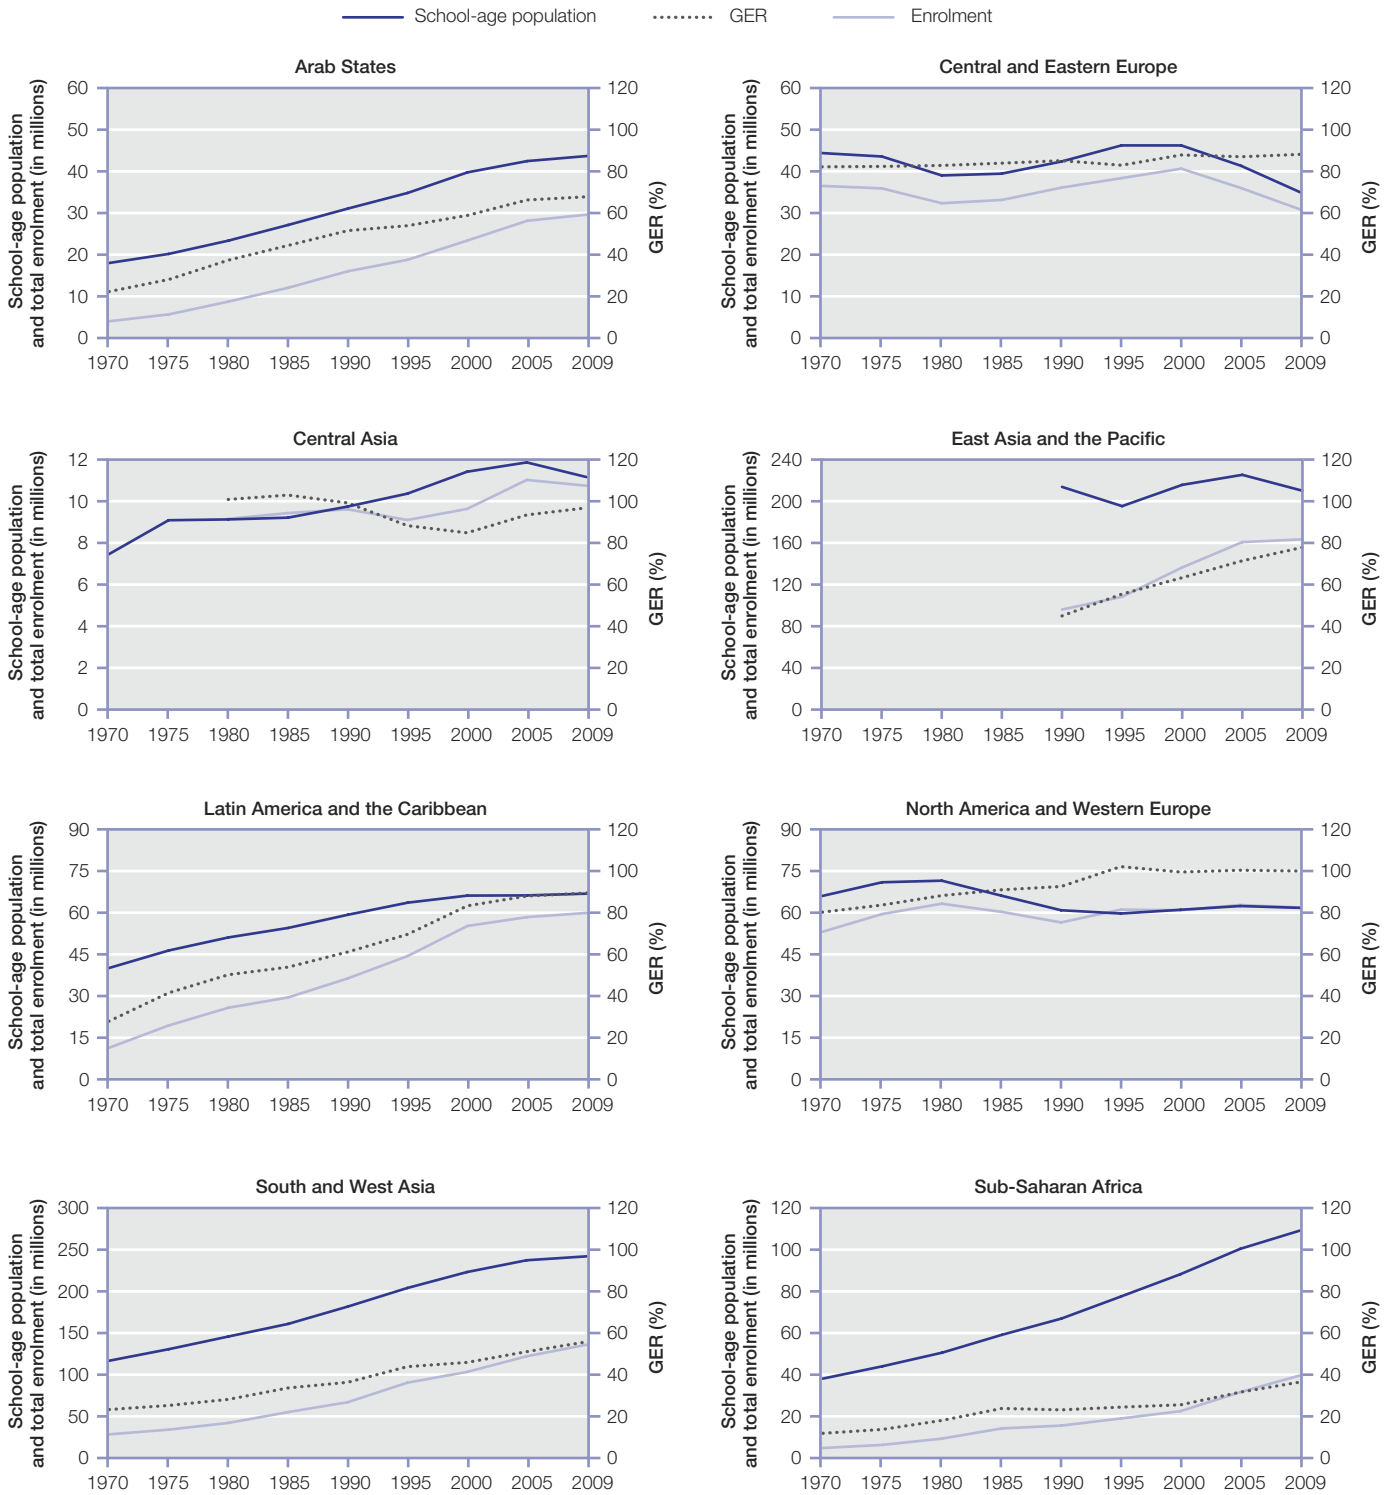 School-age population GER Enrolment
Arab States
School-age population
and total enrolment (in millions)
60
50
40
30
20
10
0
120
100
80
60
40
20
0
GER (%)
1970 1975 1980 1985 1990 1995 2000 2005 2009
Central and Eastern Europe
School-age population
and total enrolment (in millions)
60
50
40
30
20
10
0
120
100
80
60
40
20
0
GER (%)
1970 1975 1980 1985 1990 1995 2000 2005 2009
Central Asia
School-age population
and total enrolment (in millions)
12
10
8
6
4
2
0
120
100
80
60
40
20
0
GER (%)
1970 1975 1980 1985 1990 1995 2000 2005 2009
East Asia and the Pacific
School-age population
and total enrolment (in millions)
240
200
160
120
80
40
0
120
100
80
60
40
20
0
GER (%)
1970 1975 1980 1985 1990 1995 2000 2005 2009
Latin America and the Caribbean
School-age population
and total enrolment (in millions)
90
75
60
45
30
15
0
120
100
80
60
40
20
0
GER (%)
1970 1975 1980 1985 1990 1995 2000 2005 2009
North America and Western Europe
School-age population
and total enrolment (in millions)
90
75
60
45
30
15
0
120
100
80
60
40
20
0
GER (%)
1970 1975 1980 1985 1990 1995 2000 2005 2009
South and West Asia
School-age population
and total enrolment (in millions)
300
250
200
150
100
50
0
120
100
80
60
40
20
0
GER (%)
1970 1975 1980 1985 1990 1995 2000 2005 2009
Sub-Saharan Africa
School-age population
and total enrolment (in millions)
120
100
80
60
40
20
0
120
100
80
60
40
20
0
GER (%)
1970 1975 1980 1985 1990 1995 2000 2005 2009